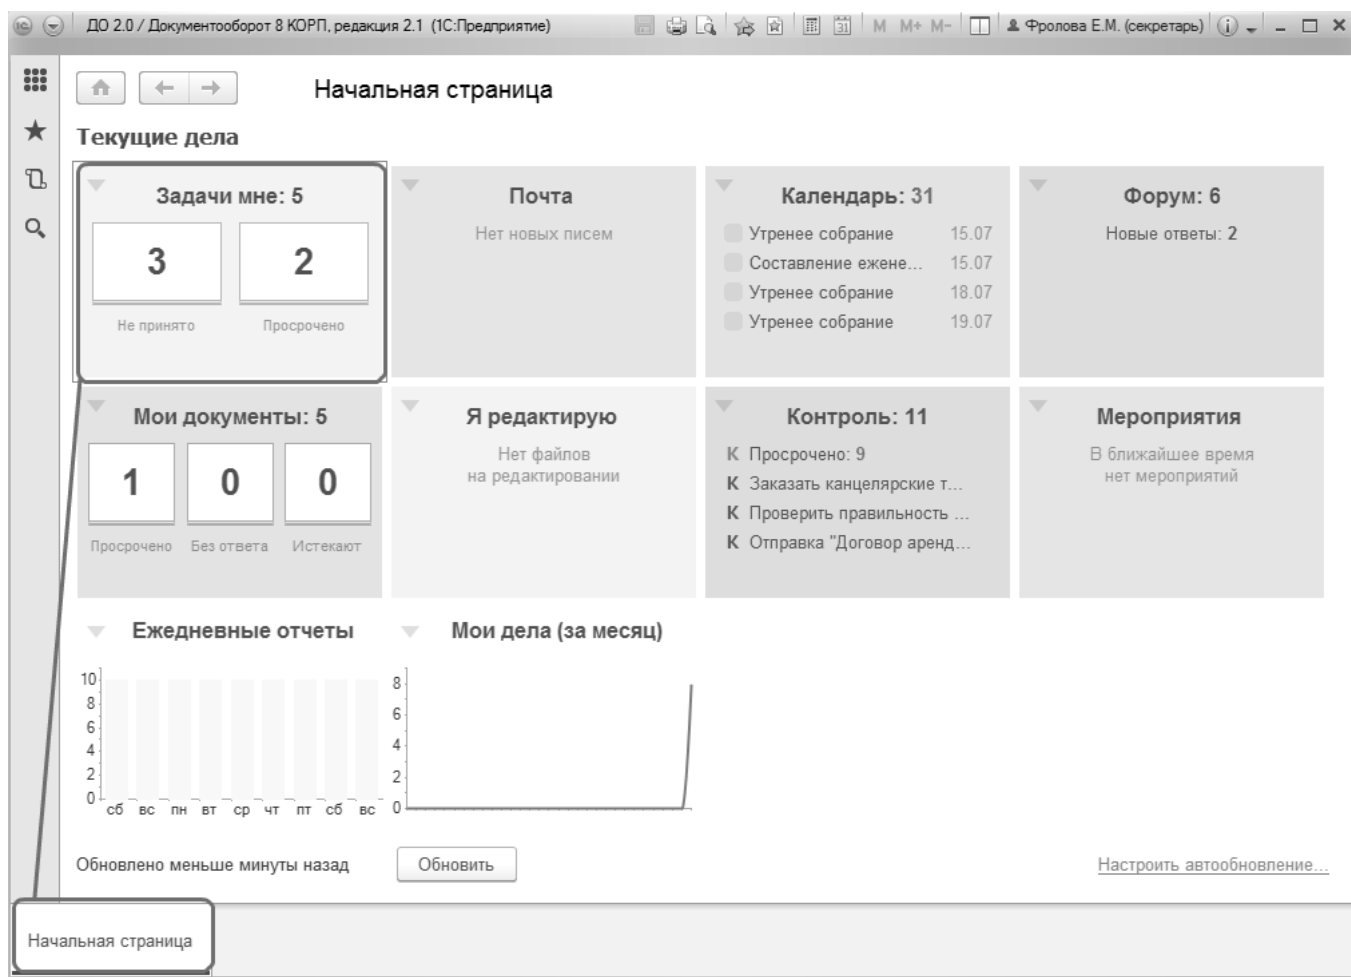 1С ДО 2.0 / Документооборот 8 КОРП, редакция 2.1 (1С:Предприятие) 31 M M+ M- Фролова Е.М. (секретарь) i
Начальная страница
Текущие дела
Задачи мне: 5
3 2
Не принято Просрочено
Почта
Нет новых писем
Календарь: 31
Утренее собрание 15.07
Составление ежене... 15.07
Утренее собрание 18.07
Утренее собрание 19.07
Форум: 6
Новые ответы: 2
Мои документы: 5
1 0 0
Просрочено Без ответа Истекают
Я редактирую
Нет файлов
на редактировании
Контроль: 11
К Просрочено: 9
К Заказать канцелярские т...
К Проверить правильность ...
К Отправка "Договор аренд...
Мероприятия
В ближайшее время
нет мероприятий
Ежедневные отчеты
10
8
6
4
2
0
сб вс пн вт ср чт пт сб вс
Мои дела (за месяц)
8
6
4
2
0
Обновлено меньше минуты назад Обновить Настроить автообновление...
Начальная страница